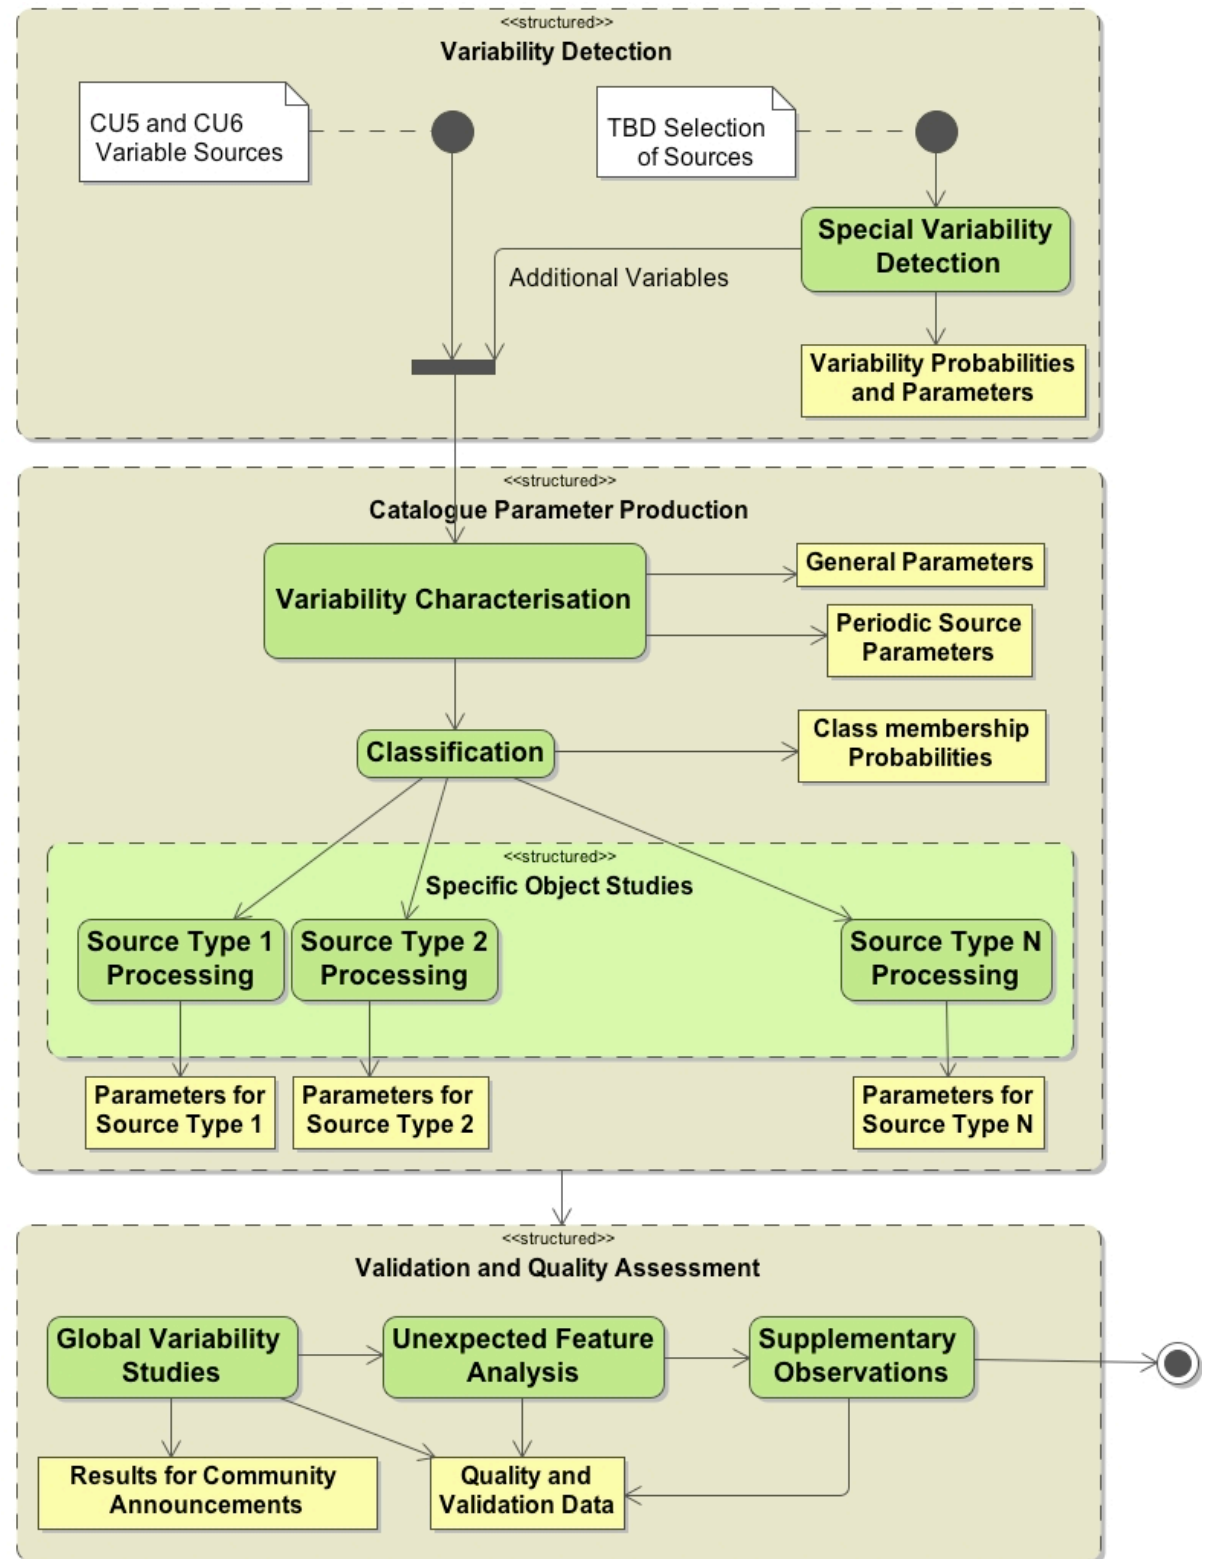 <<structured>>
Variability Detection
CU5 and CU6
Variable Sources
TBD Selection
of Sources
Special Variability
Detection
Additional Variables
Variability Probabilities
and Parameters
<<structured>>
Catalogue Parameter Production
Variability Characterisation
General Parameters
Periodic Source
Parameters
Classification
Class membership
Probabilities
<<structured>>
Specific Object Studies
Source Type 1
Processing
Source Type 2
Processing
Source Type N
Processing
Parameters for
Source Type 1
Parameters for
Source Type 2
Parameters for
Source Type N
<<structured>>
Validation and Quality Assessment
Global Variability
Studies
Unexpected Feature
Analysis
Supplementary
Observations
Results for Community
Announcements
Quality and
Validation Data